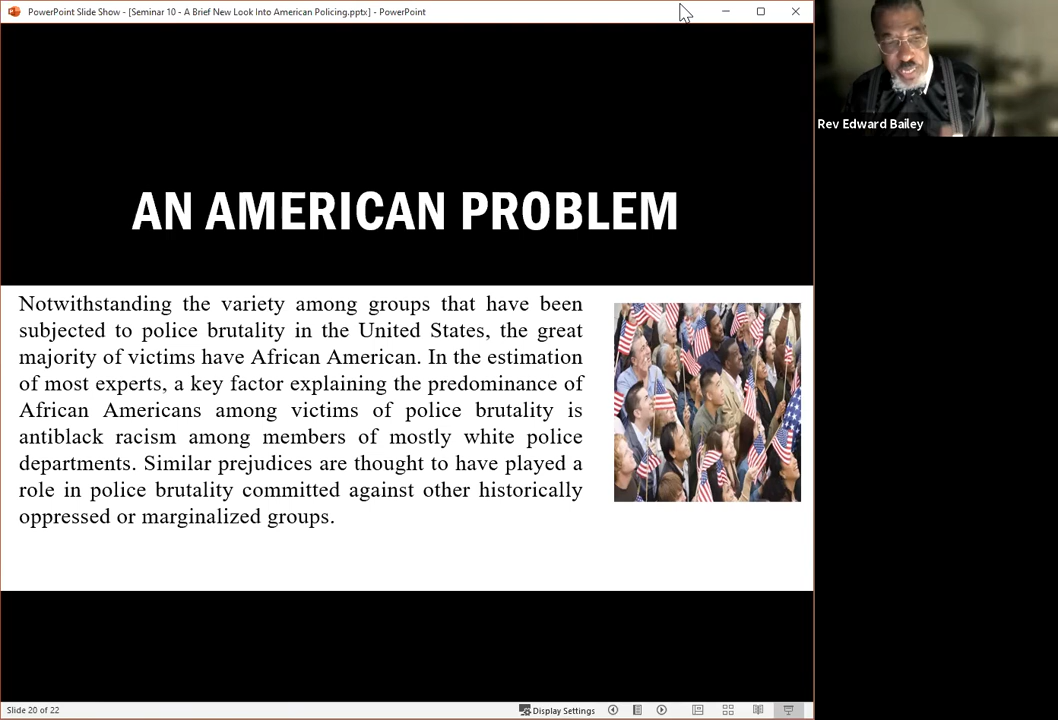 PowerPoint Slide Show - [Seminar 10 - A Brief New Look Into American Policing.pptx] - PowerPoint
Rev Edward Bailey
AN AMERICAN PROBLEM
Notwithstanding the variety among groups that have been
subjected to police brutality in the United States, the great
majority of victims have African American. In the estimation
of most experts, a key factor explaining the predominance of
African Americans among victims of police brutality is
antiblack racism among members of mostly white police
departments. Similar prejudices are thought to have played a
role in police brutality committed against other historically
oppressed or marginalized groups.
Slide 20 of 22
Display Settings